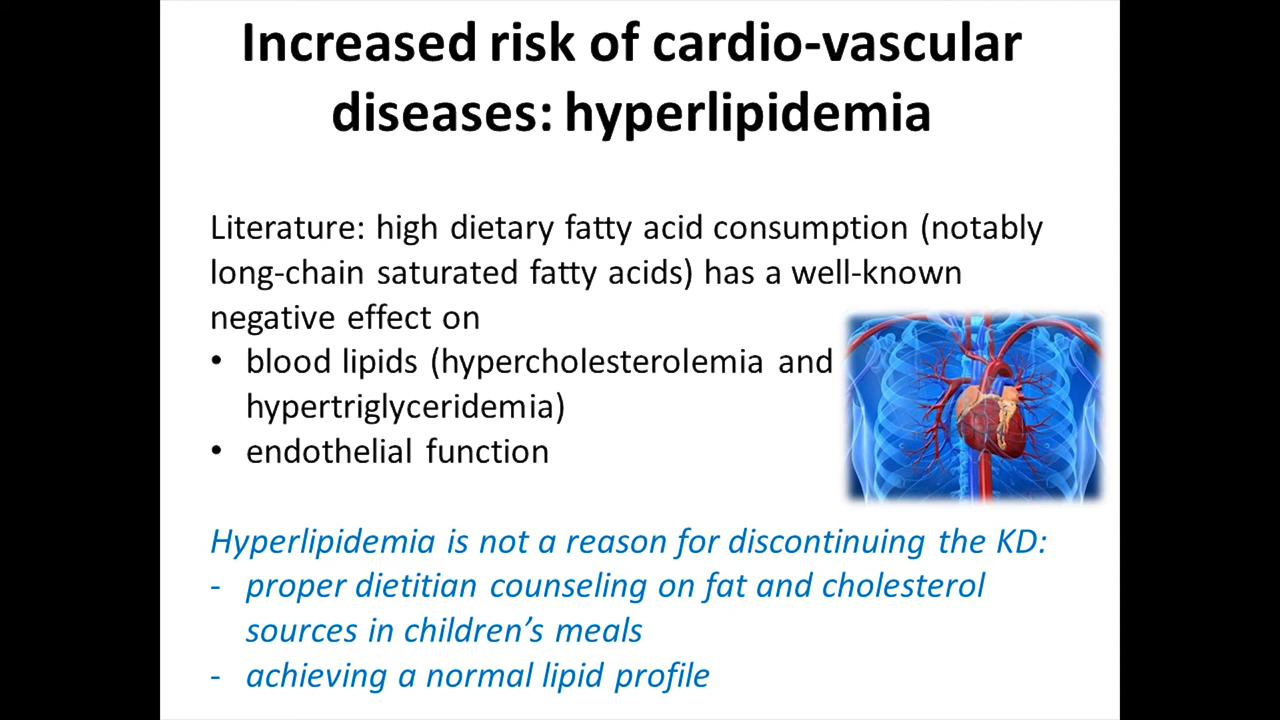 Increased risk of cardio-vascular
diseases: hyperlipidemia
Literature: high dietary fatty acid consumption (notably
long-chain saturated fatty acids) has a well-known
negative effect on
• blood lipids (hypercholesterolemia and
hypertriglyceridemia)
• endothelial function
Hyperlipidemia is not a reason for discontinuing the KD:
- proper dietitian counseling on fat and cholesterol
sources in children’s meals
- achieving a normal lipid profile